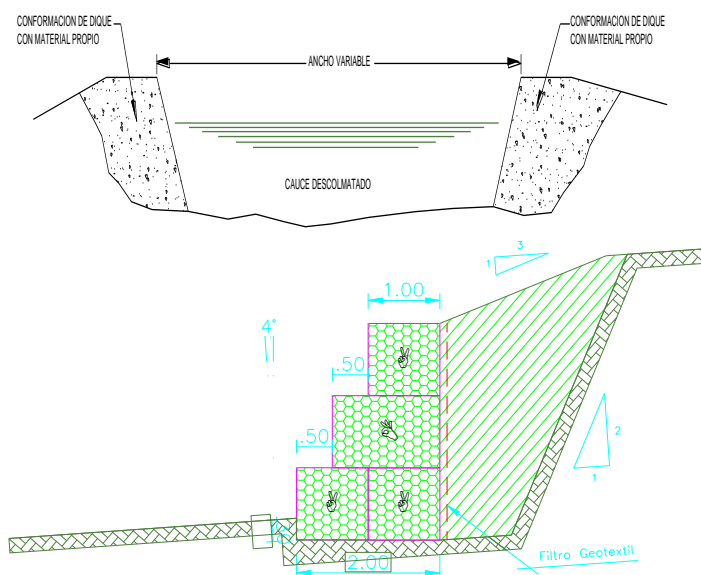 CONFORMACION DE DIQUE
CON MATERIAL PROPIO
CONFORMACION DE DIQUE
CON MATERIAL PROPIO
ANCHO VARIABLE
CAUCE DESCOLMATADO
3
1
1.00
4°
.50
.50
2
1
2.00
Filtro Geotextil